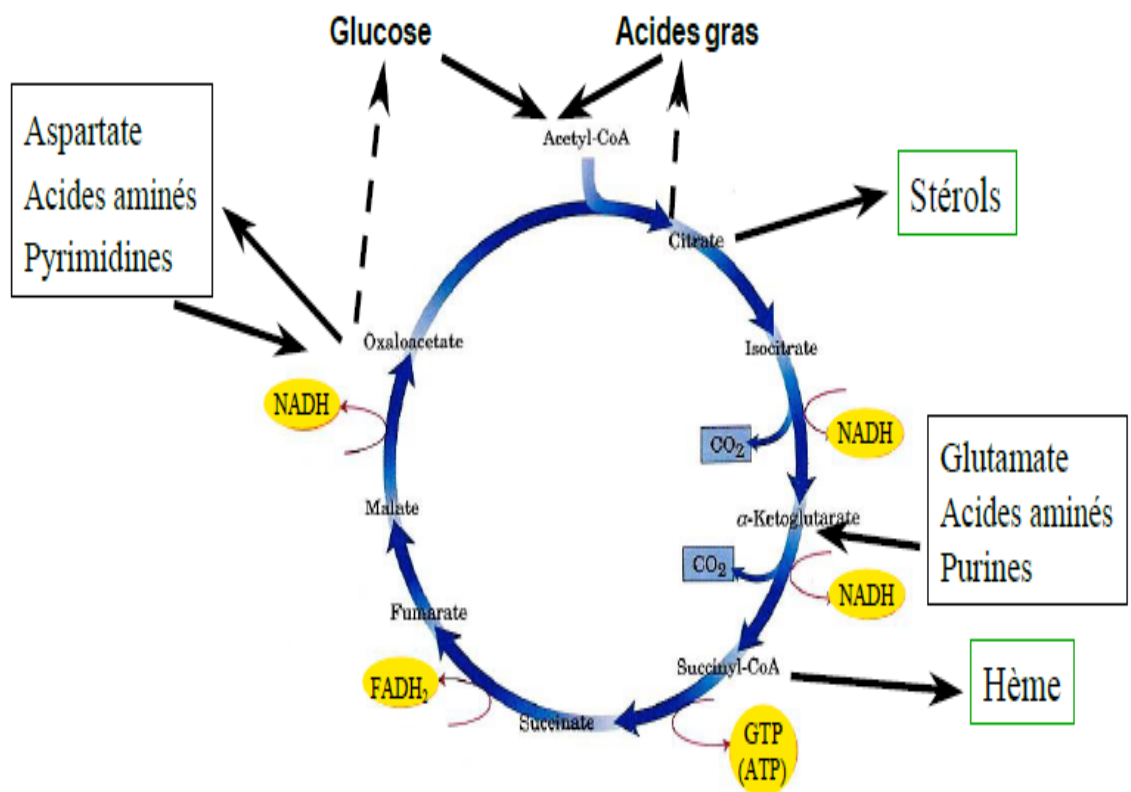 Glucose
Acides gras
Acetyl-CoA
Aspartate
Acides aminés
Pyrimidines
Stérols
Citrate
Oxaloacetate
Isocitrate
NADH
CO₂
NADH
Glutamate
Acides aminés
Purines
Malate
α-Ketoglutarate
CO₂
NADH
Fumarate
Succinyl-CoA
Hème
FADH₂
Succinate
GTP
(ATP)